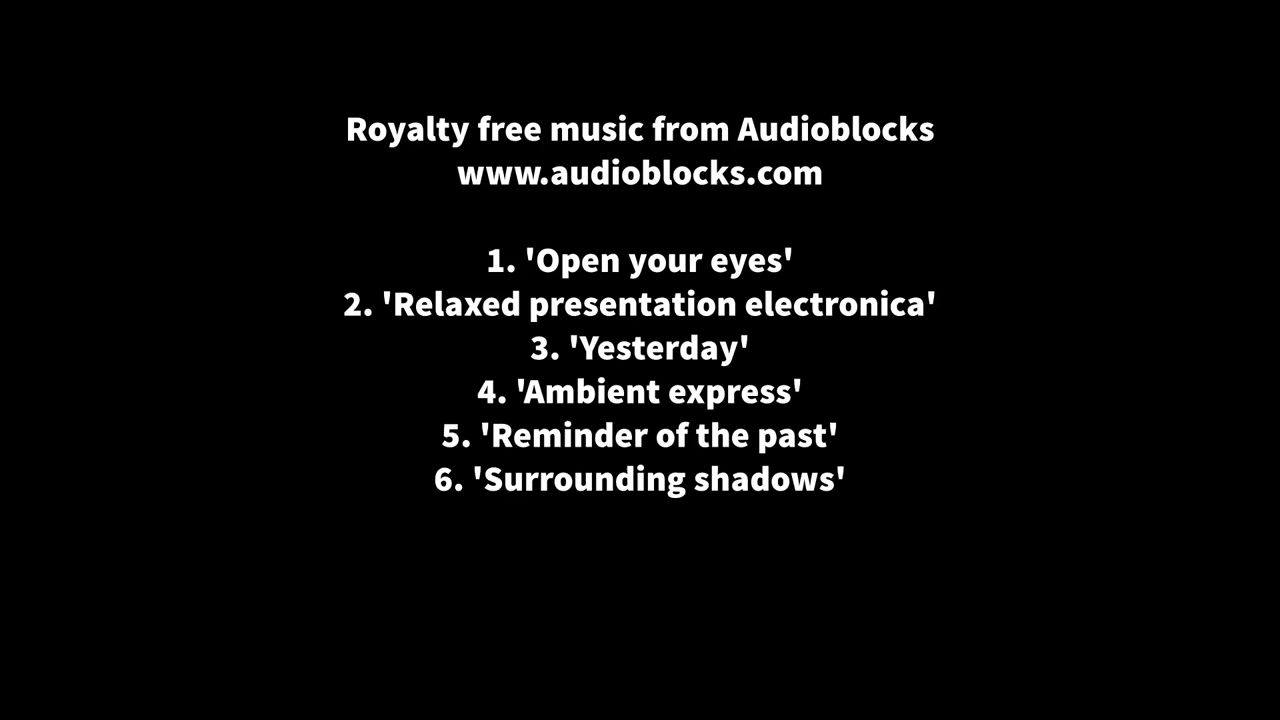 Royalty free music from Audioblocks
www.audioblocks.com
1. 'Open your eyes'
2. 'Relaxed presentation electronica'
3. 'Yesterday'
4. 'Ambient express'
5. 'Reminder of the past'
6. 'Surrounding shadows'